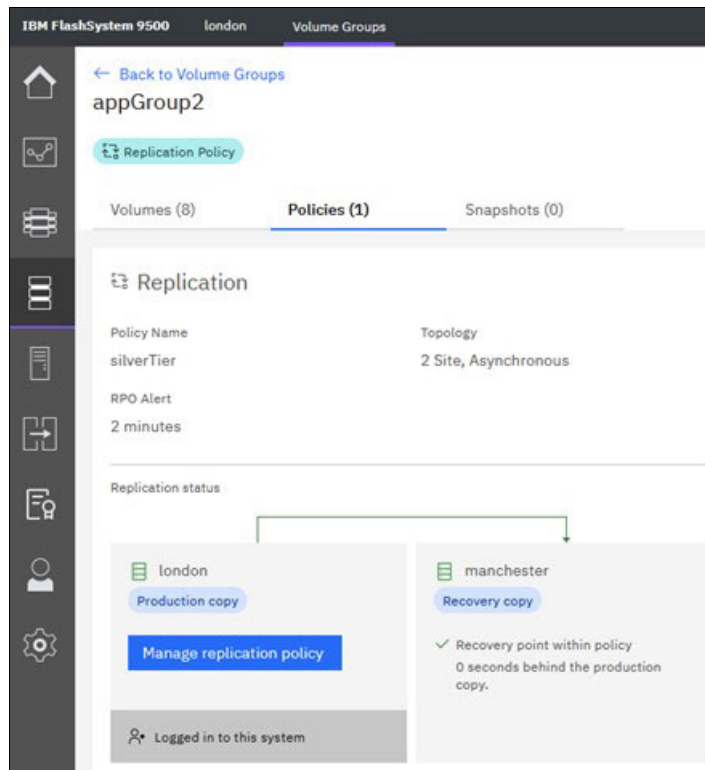 IBM FlashSystem 9500 london Volume Groups
← Back to Volume Groups
appGroup2
Replication Policy
Volumes (8) Policies (1) Snapshots (0)
Replication
Policy Name Topology
silverTier 2 Site, Asynchronous
RPO Alert
2 minutes
Replication status
london manchester
Production copy Recovery copy
Manage replication policy
Recovery point within policy
0 seconds behind the production
copy.
Logged in to this system